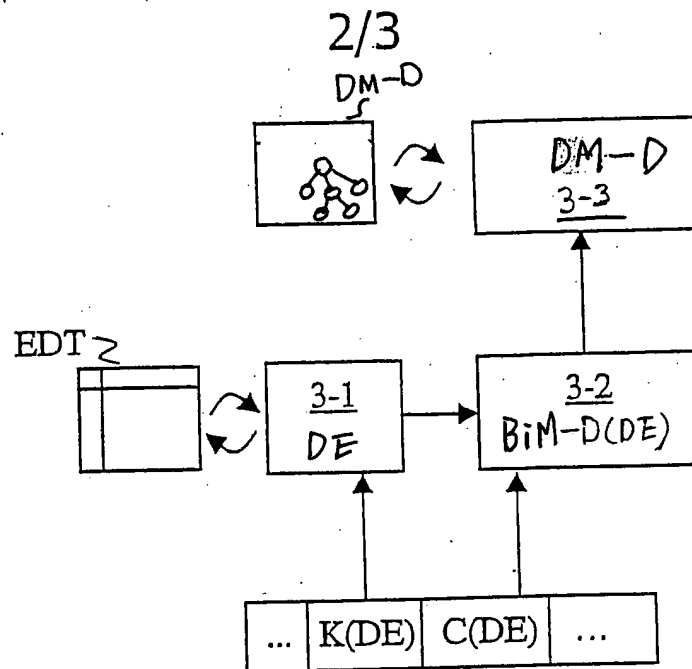 2/3
DM-D
DM-D
3-3
EDT
3-1
DE
3-2
BiM-D(DE)
... K(DE) C(DE) ...